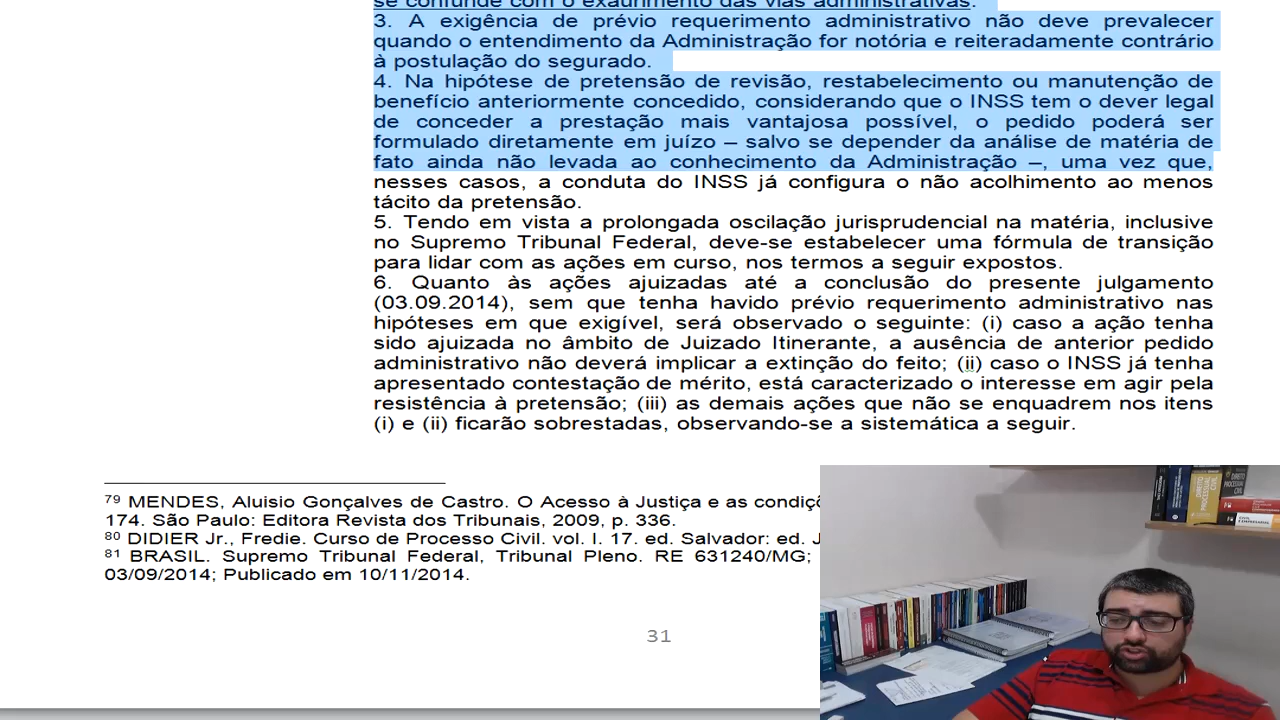 se confunde com o exaurimento das vias administrativas.
3. A exigência de prévio requerimento administrativo não deve prevalecer
quando o entendimento da Administração for notória e reiteradamente contrário
à postulação do segurado.
4. Na hipótese de pretensão de revisão, restabelecimento ou manutenção de
benefício anteriormente concedido, considerando que o INSS tem o dever legal
de conceder a prestação mais vantajosa possível, o pedido poderá ser
formulado diretamente em juízo – salvo se depender da análise de matéria de
fato ainda não levada ao conhecimento da Administração –, uma vez que,
nesses casos, a conduta do INSS já configura o não acolhimento ao menos
tácito da pretensão.
5. Tendo em vista a prolongada oscilação jurisprudencial na matéria, inclusive
no Supremo Tribunal Federal, deve-se estabelecer uma fórmula de transição
para lidar com as ações em curso, nos termos a seguir expostos.
6. Quanto às ações ajuizadas até a conclusão do presente julgamento
(03.09.2014), sem que tenha havido prévio requerimento administrativo nas
hipóteses em que exigível, será observado o seguinte: (i) caso a ação tenha
sido ajuizada no âmbito de Juizado Itinerante, a ausência de anterior pedido
administrativo não deverá implicar a extinção do feito; (ii) caso o INSS já tenha
apresentado contestação de mérito, está caracterizado o interesse em agir pela
resistência à pretensão; (iii) as demais ações que não se enquadrem nos itens
(i) e (ii) ficarão sobrestadas, observando-se a sistemática a seguir.
79 MENDES, Aluisio Gonçalves de Castro. O Acesso à Justiça e as condiçõ
174. São Paulo: Editora Revista dos Tribunais, 2009, p. 336.
80 DIDIER Jr., Fredie. Curso de Processo Civil. vol. I. 17. ed. Salvador: ed. J
81 BRASIL. Supremo Tribunal Federal, Tribunal Pleno. RE 631240/MG;
03/09/2014; Publicado em 10/11/2014.
31
DIREITO
PROCESSUAL
CIVIL